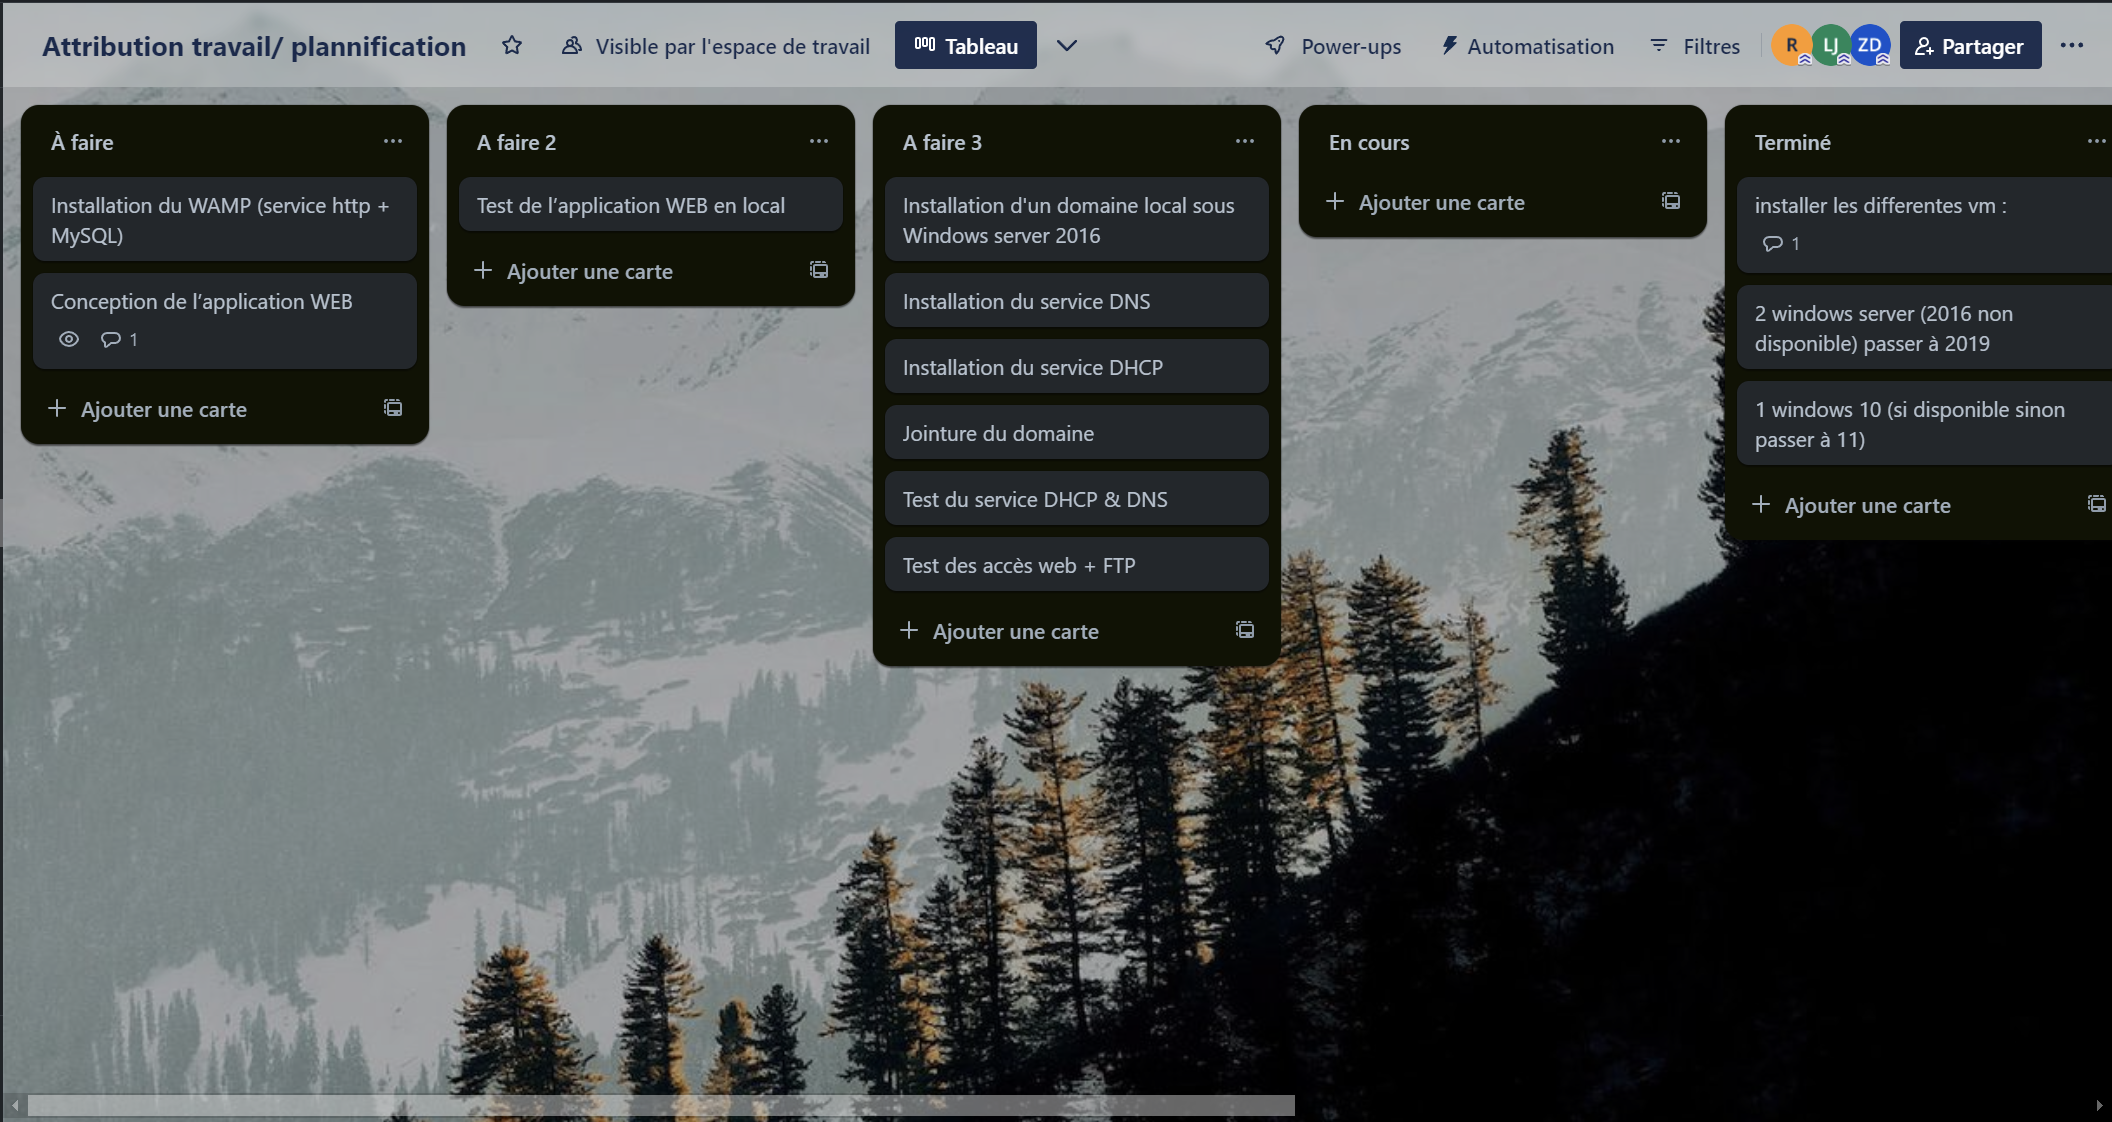 Attribution travail/ plannification
Visible par l'espace de travail
Tableau
Power-ups
Automatisation
Filtres
R
LJ
ZD
Partager
À faire
Installation du WAMP (service http +
MySQL)
Conception de l’application WEB
1
Ajouter une carte
A faire 2
Test de l’application WEB en local
Ajouter une carte
A faire 3
Installation d'un domaine local sous
Windows server 2016
Installation du service DNS
Installation du service DHCP
Jointure du domaine
Test du service DHCP & DNS
Test des accès web + FTP
Ajouter une carte
En cours
Ajouter une carte
Terminé
installer les differentes vm :
1
2 windows server (2016 non
disponible) passer à 2019
1 windows 10 (si disponible sinon
passer à 11)
Ajouter une carte